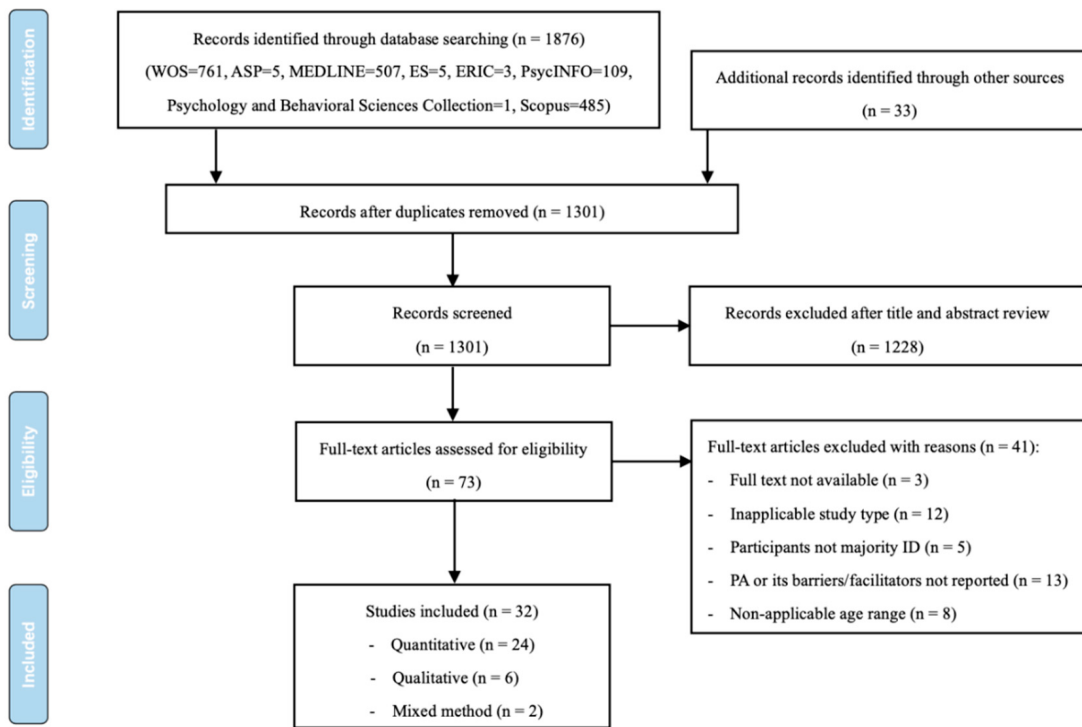 Identification
Records identified through database searching (n = 1876)
(WOS=761, ASP=5, MEDLINE=507, ES=5, ERIC=3, PsycINFO=109,
Psychology and Behavioral Sciences Collection=1, Scopus=485)
Additional records identified through other sources
(n = 33)
Screening
Records after duplicates removed (n = 1301)
Records screened
(n = 1301)
Records excluded after title and abstract review
(n = 1228)
Eligibility
Full-text articles assessed for eligibility
(n = 73)
Full-text articles excluded with reasons (n = 41):
- Full text not available (n = 3)
- Inapplicable study type (n = 12)
- Participants not majority ID (n = 5)
- PA or its barriers/facilitators not reported (n = 13)
- Non-applicable age range (n = 8)
Included
Studies included (n = 32)
- Quantitative (n = 24)
- Qualitative (n = 6)
- Mixed method (n = 2)